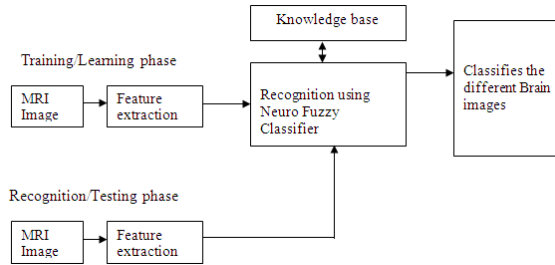 Knowledge base
Training/Learning phase
MRI
Image
Feature
extraction
Recognition using
Neuro Fuzzy
Classifier
Classifies the
different Brain
images
Recognition/Testing phase
MRI
Image
Feature
extraction